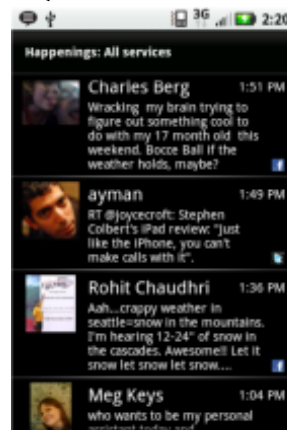 3G 2:20
Happenings: All services
Charles Berg 1:51 PM
Wracking my brain trying to
figure out something cool to
do with my 17 month old this
weekend. Bocce Ball if the
weather holds, maybe?
ayman 1:49 PM
RT @joycecroft: Stephen
Colbert's iPad review: "Just
like the iPhone, you can't
make calls with it".
Rohit Chaudhri 1:36 PM
Aah...crappy weather in
seattle=snow in the mountains.
I'm hearing 12-24" of snow in
the cascades. Awesome!! Let it
snow let snow let snow....
Meg Keys 1:04 PM
who wants to be my personal
assistant today and